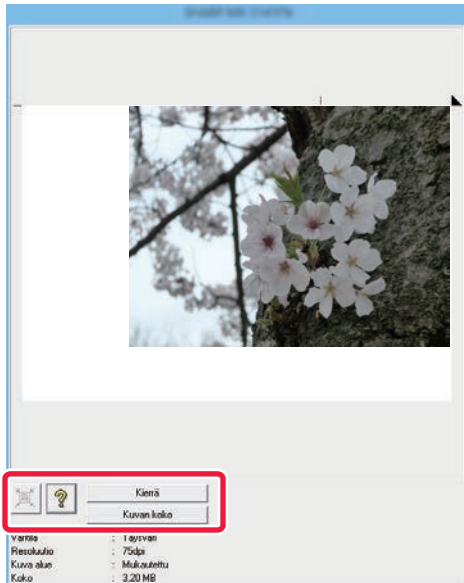 ?
Kierrä
Kuvan koko
Väritila : Täysväri
Resoluutio : 75dpi
Kuva alue : Mukautettu
Koko : 3,20 MB